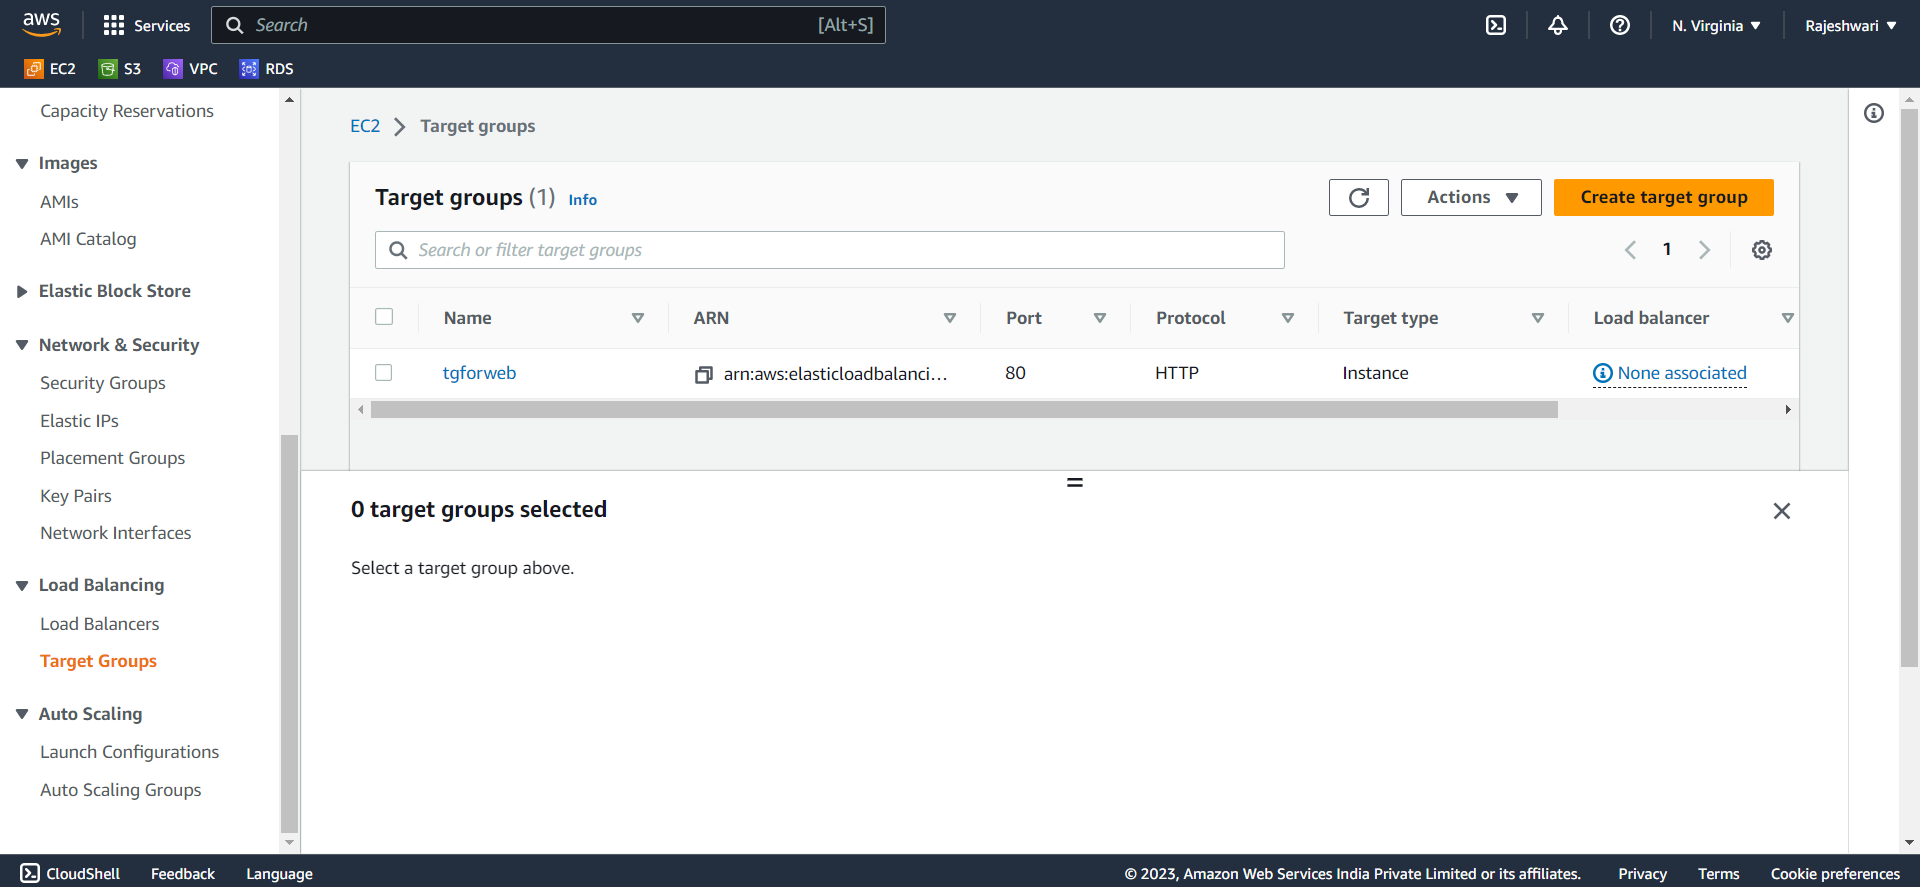 aws
Services
Search
[Alt+S]
N. Virginia
Rajeshwari
EC2
S3
VPC
RDS
Capacity Reservations
Images
AMIs
AMI Catalog
Elastic Block Store
Network & Security
Security Groups
Elastic IPs
Placement Groups
Key Pairs
Network Interfaces
Load Balancing
Load Balancers
Target Groups
Auto Scaling
Launch Configurations
Auto Scaling Groups
EC2 > Target groups
Target groups (1) Info
Actions
Create target group
Search or filter target groups
1
Name ARN Port Protocol Target type Load balancer
tgforweb arn:aws:elasticloadbalanci... 80 HTTP Instance None associated
0 target groups selected
Select a target group above.
CloudShell
Feedback
Language
© 2023, Amazon Web Services India Private Limited or its affiliates.
Privacy
Terms
Cookie preferences